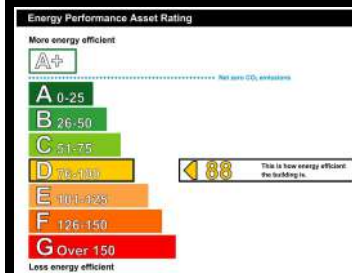 Energy Performance Asset Rating
More energy efficient
A+
Net zero CO₂ emissions
A 0-25
B 26-50
C 51-75
D 76-100
88
This is how energy efficient
the building is.
E 101-125
F 126-150
G Over 150
Less energy efficient